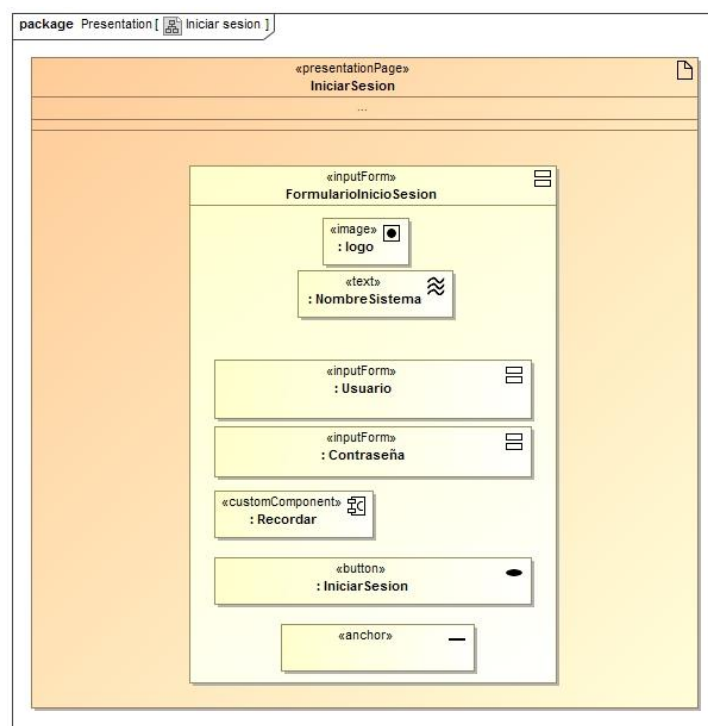 package Presentation [ Iniciar sesion ]
«presentationPage»
IniciarSesion
...
«inputForm»
FormularioInicioSesion
«image»
: logo
«text»
: NombreSistema
«inputForm»
: Usuario
«inputForm»
: Contraseña
«customComponent»
: Recordar
«button»
: IniciarSesion
«anchor»